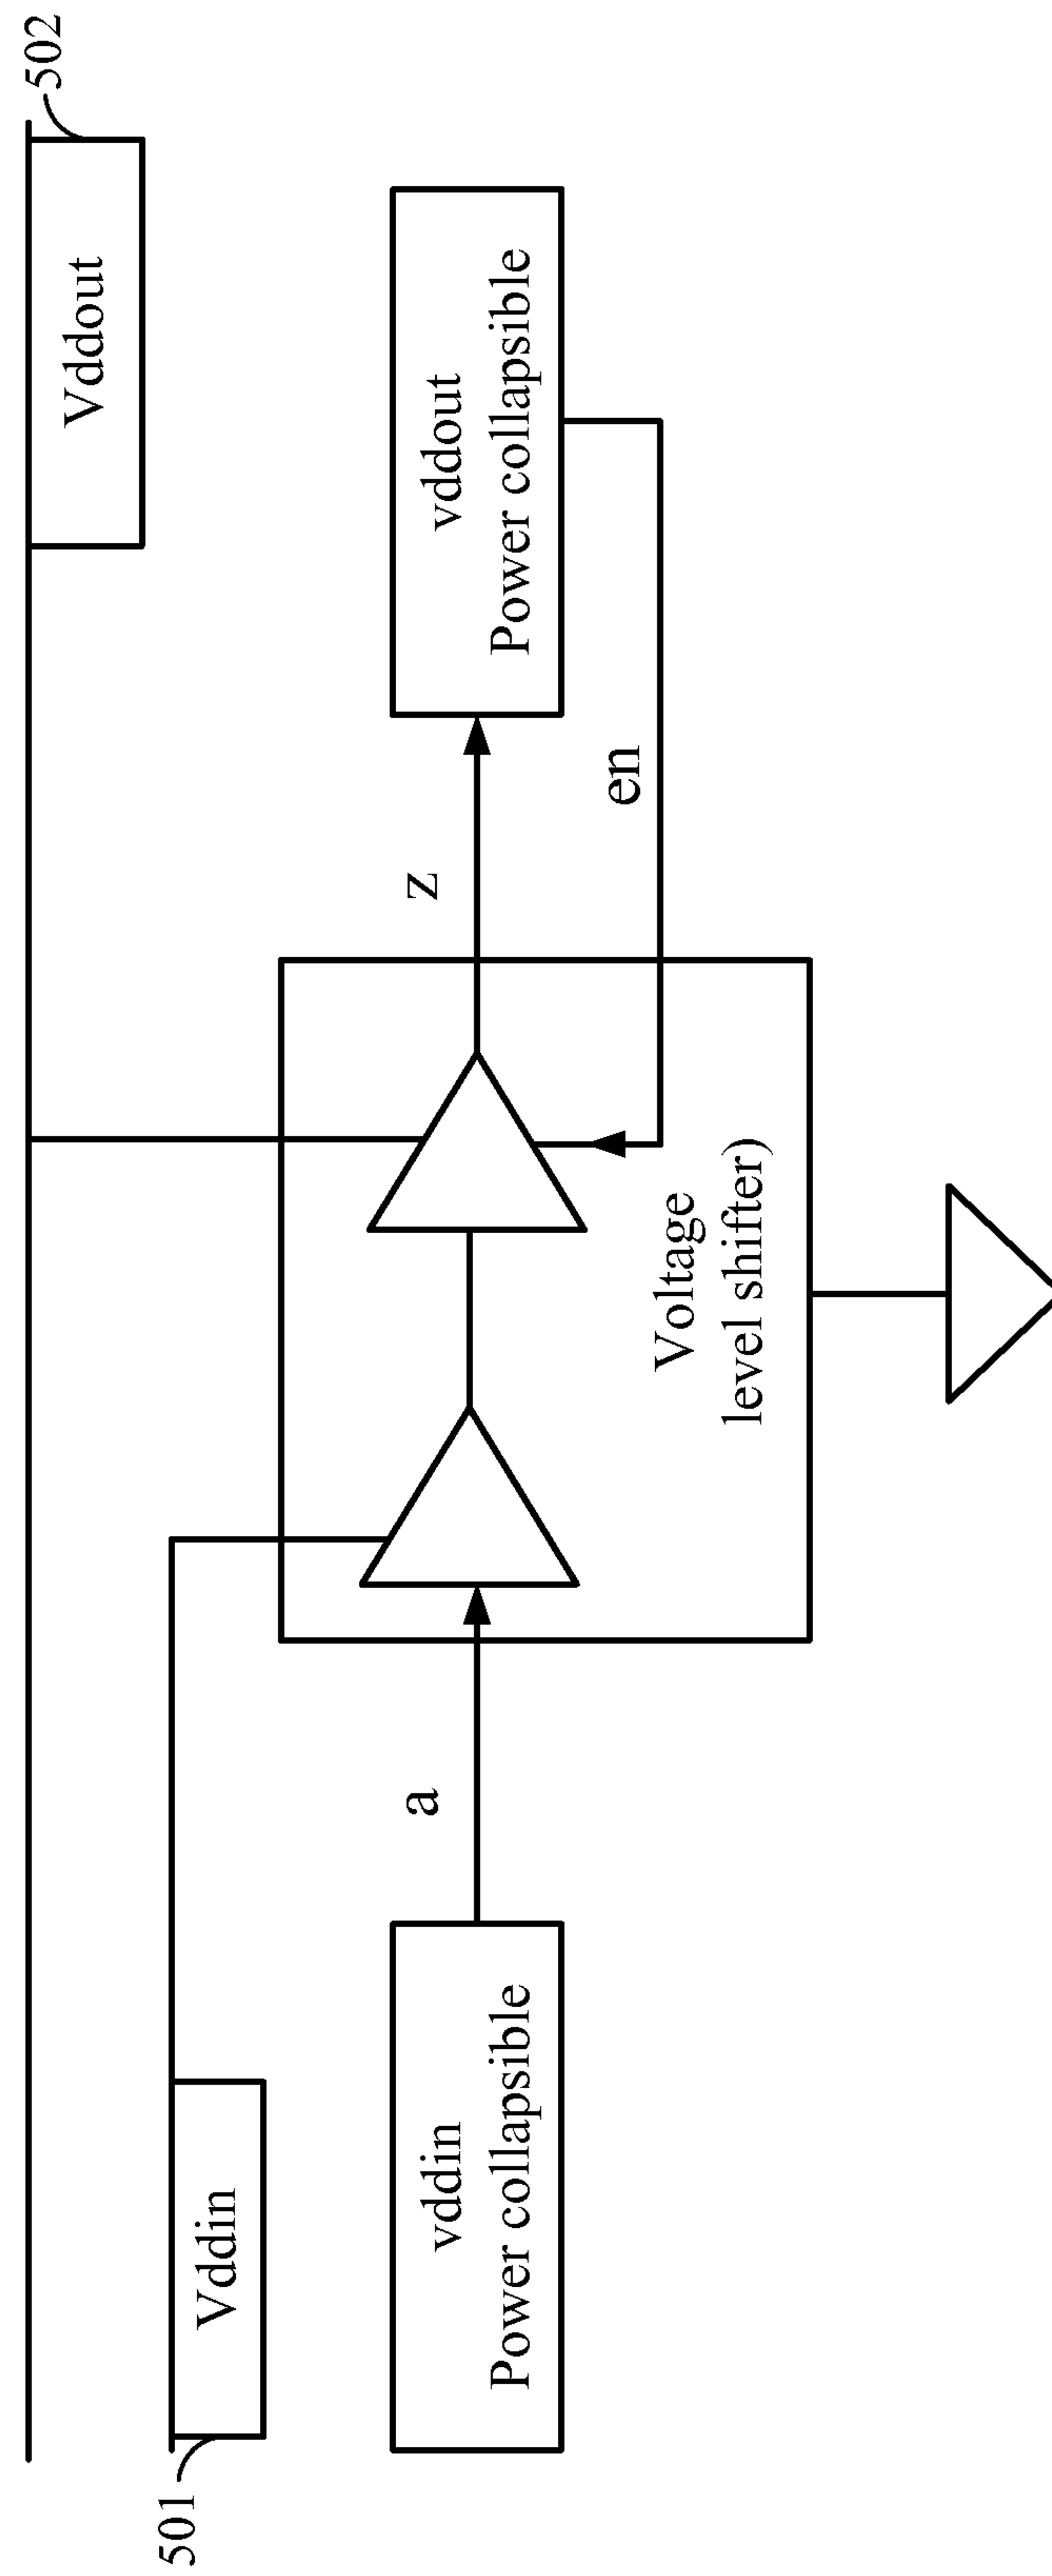 502
Vddout
501
Vddin
vddin
Power collapsible
a
Voltage
level shifter)
z
en
vddout
Power collapsible